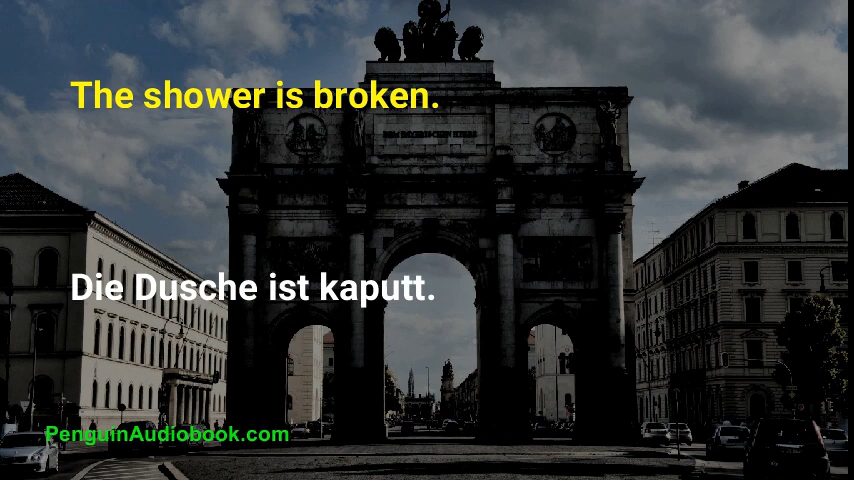 The shower is broken.
Die Dusche ist kaputt.
PenguinAudiobook.com